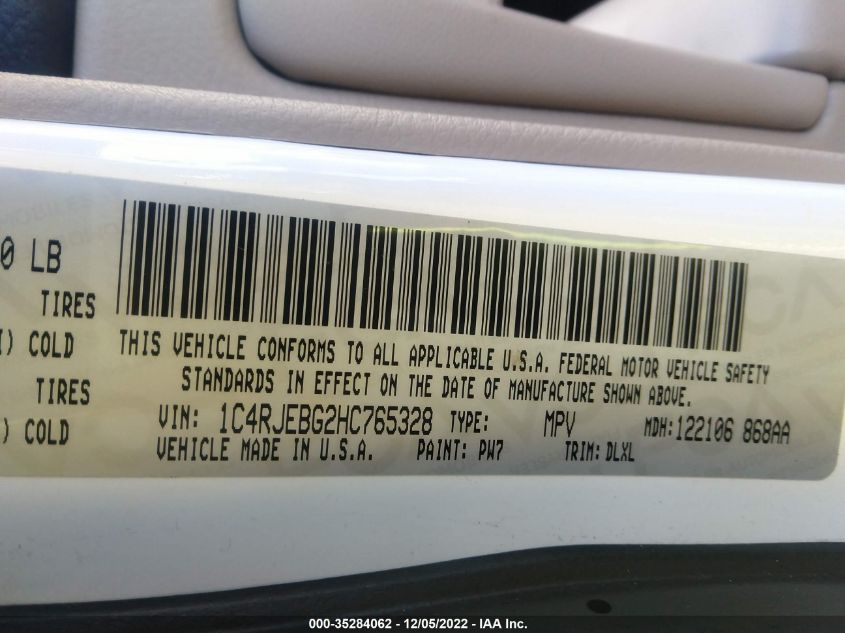 0 LB
TIRES
) COLD
TIRES
) COLD
THIS VEHICLE CONFORMS TO ALL APPLICABLE U.S.A. FEDERAL MOTOR VEHICLE SAFETY
STANDARDS IN EFFECT ON THE DATE OF MANUFACTURE SHOWN ABOVE.
VIN: 1C4RJEBG2HC765328 TYPE: MPV MDH:122106 868AA
VEHICLE MADE IN U.S.A. PAINT: PW7 TRIM: DLXL
000-35284062 - 12/05/2022 - IAA Inc.